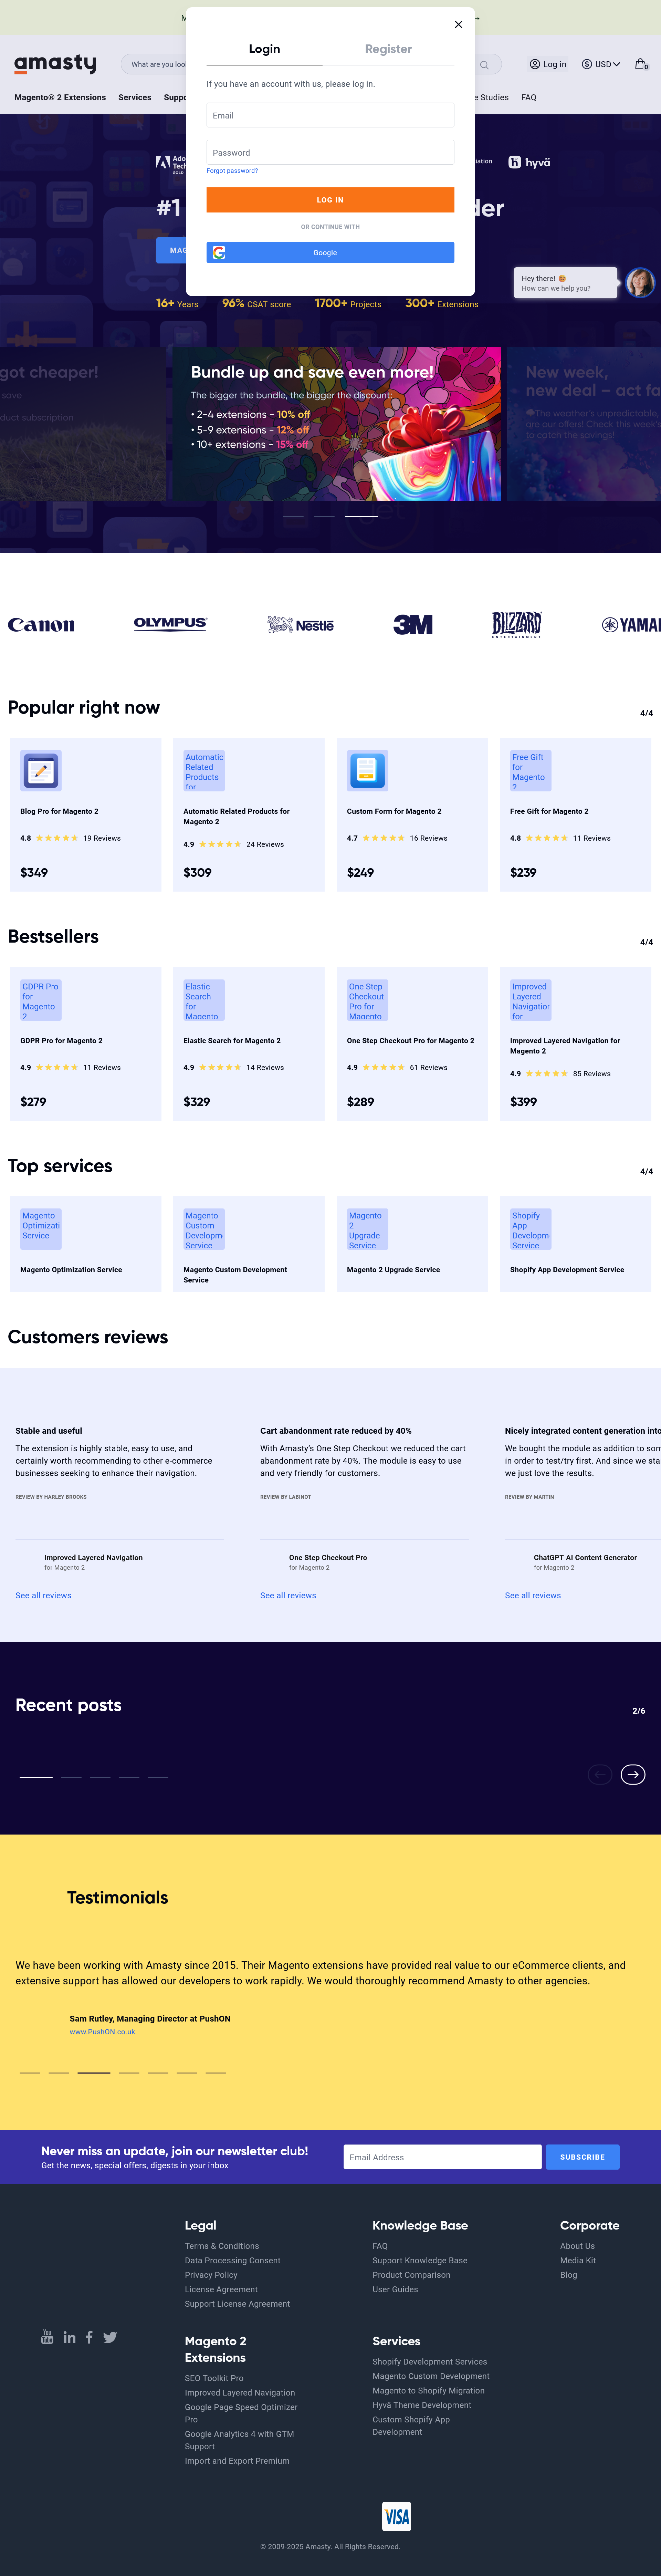 Login
Register
If you have an account with us, please log in.
Email
Password
Forgot password?
LOG IN
OR CONTINUE WITH
Google
amasty
What are you
Log in
USD
0
Magento® 2 Extensions
Services
Studies
FAQ
GOLD
hyvä
#1
16+ Years
96% CSAT score
1700+ Projects
300+ Extensions
Hey there!
How can we help you?
got cheaper!
save
duct subscription
Bundle up and save even more!
The bigger the bundle, the bigger the discount:
• 2-4 extensions - 10% off
• 5-9 extensions - 12% off
• 10+ extensions - 15% off
New week,
new deal – act fa
The weather's unpredictable,
are our offers! Check this week's
to catch the savings!
Canon
OLYMPUS
Nestlé
3M
BLIZZARD
ENTERTAINMENT
YAMA
Popular right now
4/4
Blog Pro for Magento 2
4.8
19 Reviews
$349
Automatic
Related
Products
for
Automatic Related Products for
Magento 2
4.9
24 Reviews
$309
Custom Form for Magento 2
4.7
16 Reviews
$249
Free Gift
for
Magento
2
Free Gift for Magento 2
4.8
11 Reviews
$239
Bestsellers
4/4
GDPR Pro
for
Magento
2
GDPR Pro for Magento 2
4.9
11 Reviews
$279
Elastic
Search
for
Magento
Elastic Search for Magento 2
4.9
14 Reviews
$329
One Step
Checkout
Pro for
Magento
One Step Checkout Pro for Magento 2
4.9
61 Reviews
$289
Improved
Layered
Navigation
for
Improved Layered Navigation for
Magento 2
4.9
85 Reviews
$399
Top services
4/4
Magento
Optimizati
Service
Magento Optimization Service
Magento
Custom
Developm
Service
Magento Custom Development
Service
Magento
2
Upgrade
Service
Magento 2 Upgrade Service
Shopify
App
Developm
Service
Shopify App Development Service
Customers reviews
Stable and useful
The extension is highly stable, easy to use, and
certainly worth recommending to other e-commerce
businesses seeking to enhance their navigation.
REVIEW BY HARLEY BROOKS
Improved Layered Navigation
for Magento 2
See all reviews
Cart abandonment rate reduced by 40%
With Amasty's One Step Checkout we reduced the cart
abandonment rate by 40%. The module is easy to use
and very friendly for customers.
REVIEW BY LABINOT
One Step Checkout Pro
for Magento 2
See all reviews
Nicely integrated content generation into
We bought the module as addition to som
in order to test/try first. And since we sta
we just love the results.
REVIEW BY MARTIN
ChatGPT AI Content Generator
for Magento 2
See all reviews
Recent posts
2/6
Testimonials
We have been working with Amasty since 2015. Their Magento extensions have provided real value to our eCommerce clients, and
extensive support has allowed our developers to work rapidly. We would thoroughly recommend Amasty to other agencies.
Sam Rutley, Managing Director at PushON
www.PushON.co.uk
Never miss an update, join our newsletter club!
Get the news, special offers, digests in your inbox
Email Address
SUBSCRIBE
Legal
Terms & Conditions
Data Processing Consent
Privacy Policy
License Agreement
Support License Agreement
Knowledge Base
FAQ
Support Knowledge Base
Product Comparison
User Guides
Corporate
About Us
Media Kit
Blog
You
Tube
Magento 2
Extensions
SEO Toolkit Pro
Improved Layered Navigation
Google Page Speed Optimizer
Pro
Google Analytics 4 with GTM
Support
Import and Export Premium
Services
Shopify Development Services
Magento Custom Development
Magento to Shopify Migration
Hyvä Theme Development
Custom Shopify App
Development
VISA
© 2009-2025 Amasty. All Rights Reserved.